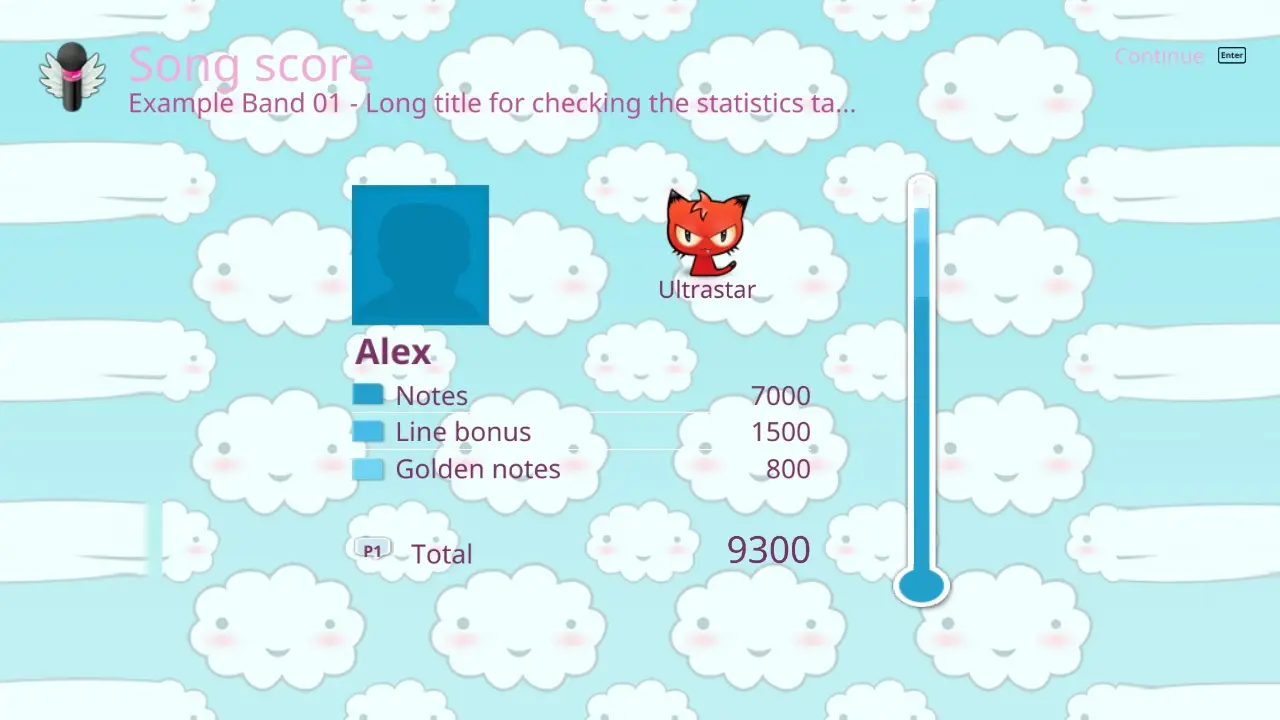 Song score
Continue Enter
Example Band 01 - Long title for checking the statistics ta...
Ultrastar
Alex
Notes 7000
Line bonus 1500
Golden notes 800
P1 Total 9300